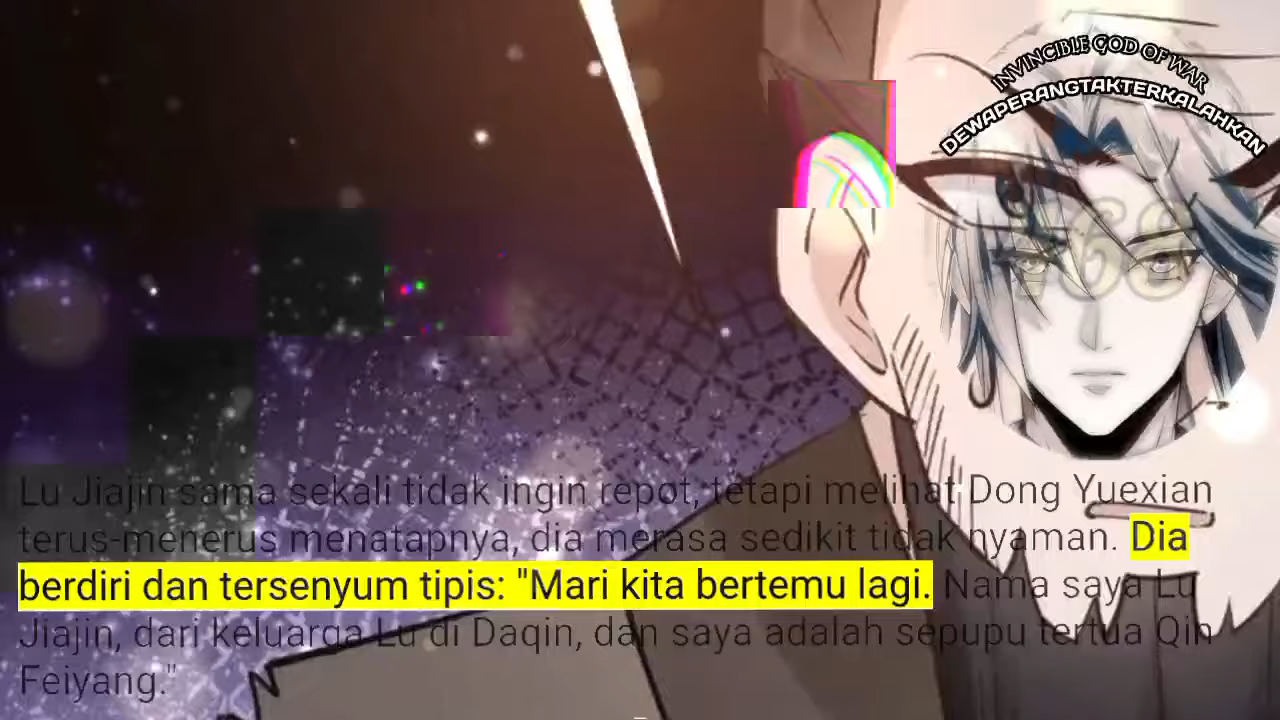 INVINCIBLE GOD OF WAR
DEWAPERANGTAKTERKALAHKAN
168
Lu Jiajin sama sekali tidak ingin repot, tetapi melihat Dong Yuexian
terus-menerus menatapnya, dia merasa sedikit tidak nyaman. Dia
berdiri dan tersenyum tipis: "Mari kita bertemu lagi. Nama saya Lu
Jiajin, dari keluarga Lu di Daqin, dan saya adalah sepupu tertua Qin
Feiyang."